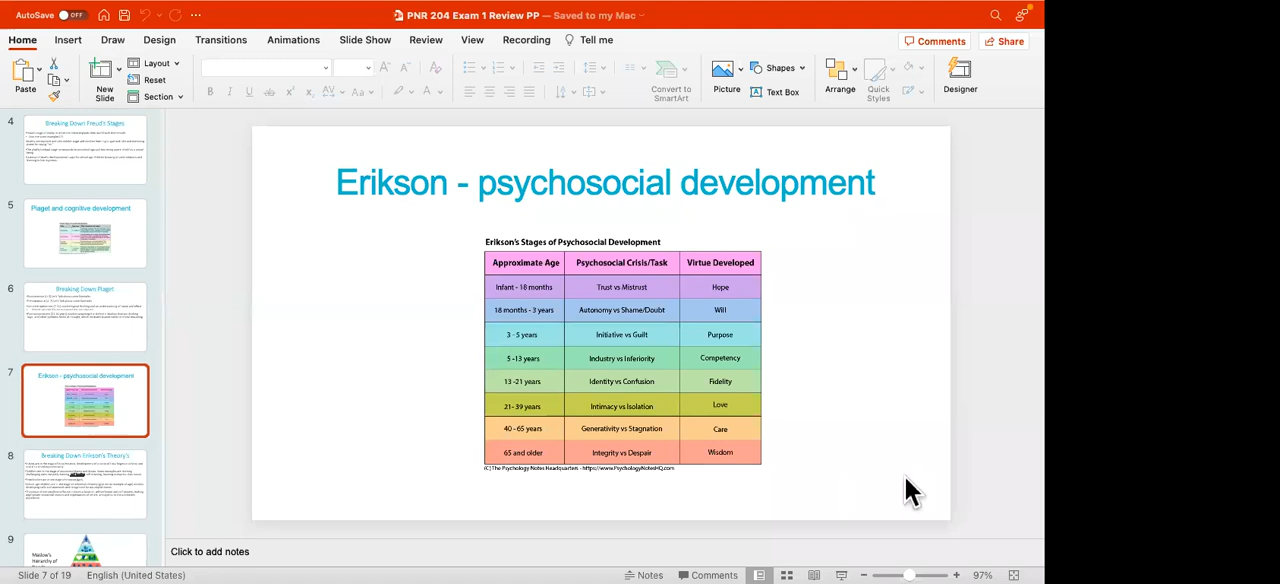 AutoSave OFF PNR 204 Exam 1 Review PP — Saved to my Mac
Home Insert Draw Design Transitions Animations Slide Show Review View Recording Tell me Comments Share
Paste New Slide Layout Reset Section Convert to SmartArt Picture Shapes Text Box Arrange Quick Styles Designer
4
Breaking Down Freud's Stages
5
Piaget and cognitive development
6
Breaking Down Piaget
7
Erikson - psychosocial development
8
Breaking Down Erikson's Theory's
9
Maslow's
Hierarchy of
Erikson - psychosocial development
Erikson's Stages of Psychosocial Development
Approximate Age Psychosocial Crisis/Task Virtue Developed
Infant - 18 months Trust vs Mistrust Hope
18 months - 3 years Autonomy vs Shame/Doubt Will
3 - 5 years Initiative vs Guilt Purpose
5 -13 years Industry vs Inferiority Competency
13 -21 years Identity vs Confusion Fidelity
21- 39 years Intimacy vs Isolation Love
40 - 65 years Generativity vs Stagnation Care
65 and older Integrity vs Despair Wisdom
(C) The Psychology Notes Headquarters - https://www.PsychologyNotesHQ.com
Click to add notes
Slide 7 of 19 English (United States) Notes Comments 97%